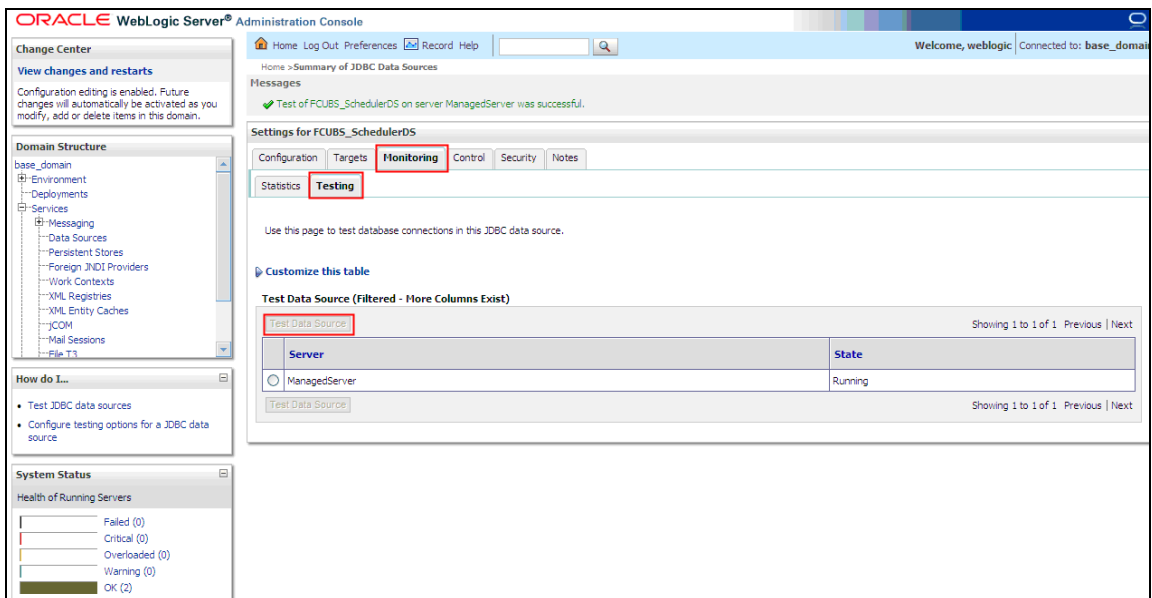 ORACLE WebLogic Server® Administration Console
Change Center
View changes and restarts
Configuration editing is enabled. Future
changes will automatically be activated as you
modify, add or delete items in this domain.
Domain Structure
base_domain
Environment
Deployments
Services
Messaging
Data Sources
Persistent Stores
Foreign JNDI Providers
Work Contexts
XML Registries
XML Entity Caches
jCOM
Mail Sessions
File T3
How do I...
Test JDBC data sources
Configure testing options for a JDBC data
source
System Status
Health of Running Servers
Failed (0)
Critical (0)
Overloaded (0)
Warning (0)
OK (2)
Home Log Out Preferences Record Help
Welcome, weblogic Connected to: base_domain
Home >Summary of JDBC Data Sources
Messages
Test of FCUBS_SchedulerDS on server ManagedServer was successful.
Settings for FCUBS_SchedulerDS
Configuration Targets Monitoring Control Security Notes
Statistics Testing
Use this page to test database connections in this JDBC data source.
Customize this table
Test Data Source (Filtered - More Columns Exist)
Test Data Source Showing 1 to 1 of 1 Previous | Next
Server State
ManagedServer Running
Test Data Source Showing 1 to 1 of 1 Previous | Next